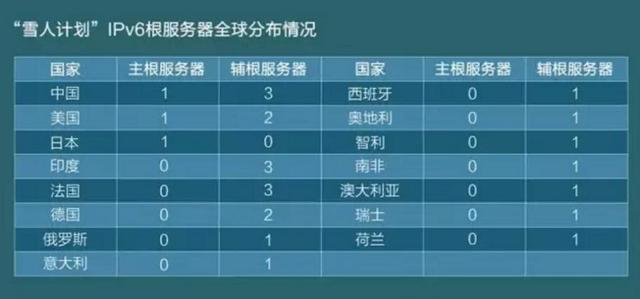 “雪人计划”IPv6根服务器全球分布情况
国家 主根服务器 辅根服务器 国家 主根服务器 辅根服务器
中国 1 3 西班牙 0 1
美国 1 2 奥地利 0 1
日本 1 0 智利 0 1
印度 0 3 南非 0 1
法国 0 3 澳大利亚 0 1
德国 0 2 瑞士 0 1
俄罗斯 0 1 荷兰 0 1
意大利 0 1